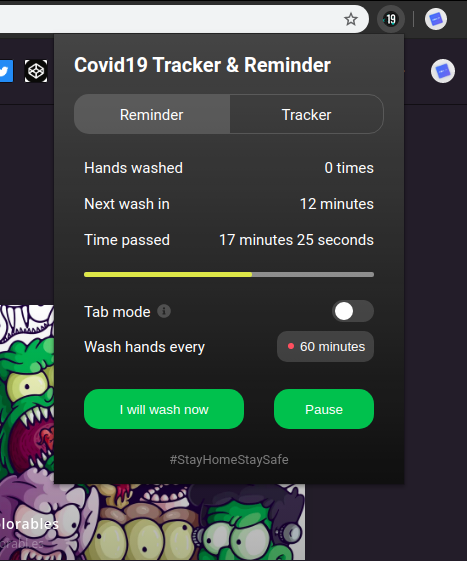 19
Covid19 Tracker & Reminder
Reminder Tracker
Hands washed 0 times
Next wash in 12 minutes
Time passed 17 minutes 25 seconds
Tab mode
Wash hands every 60 minutes
I will wash now Pause
#StayHomeStaySafe